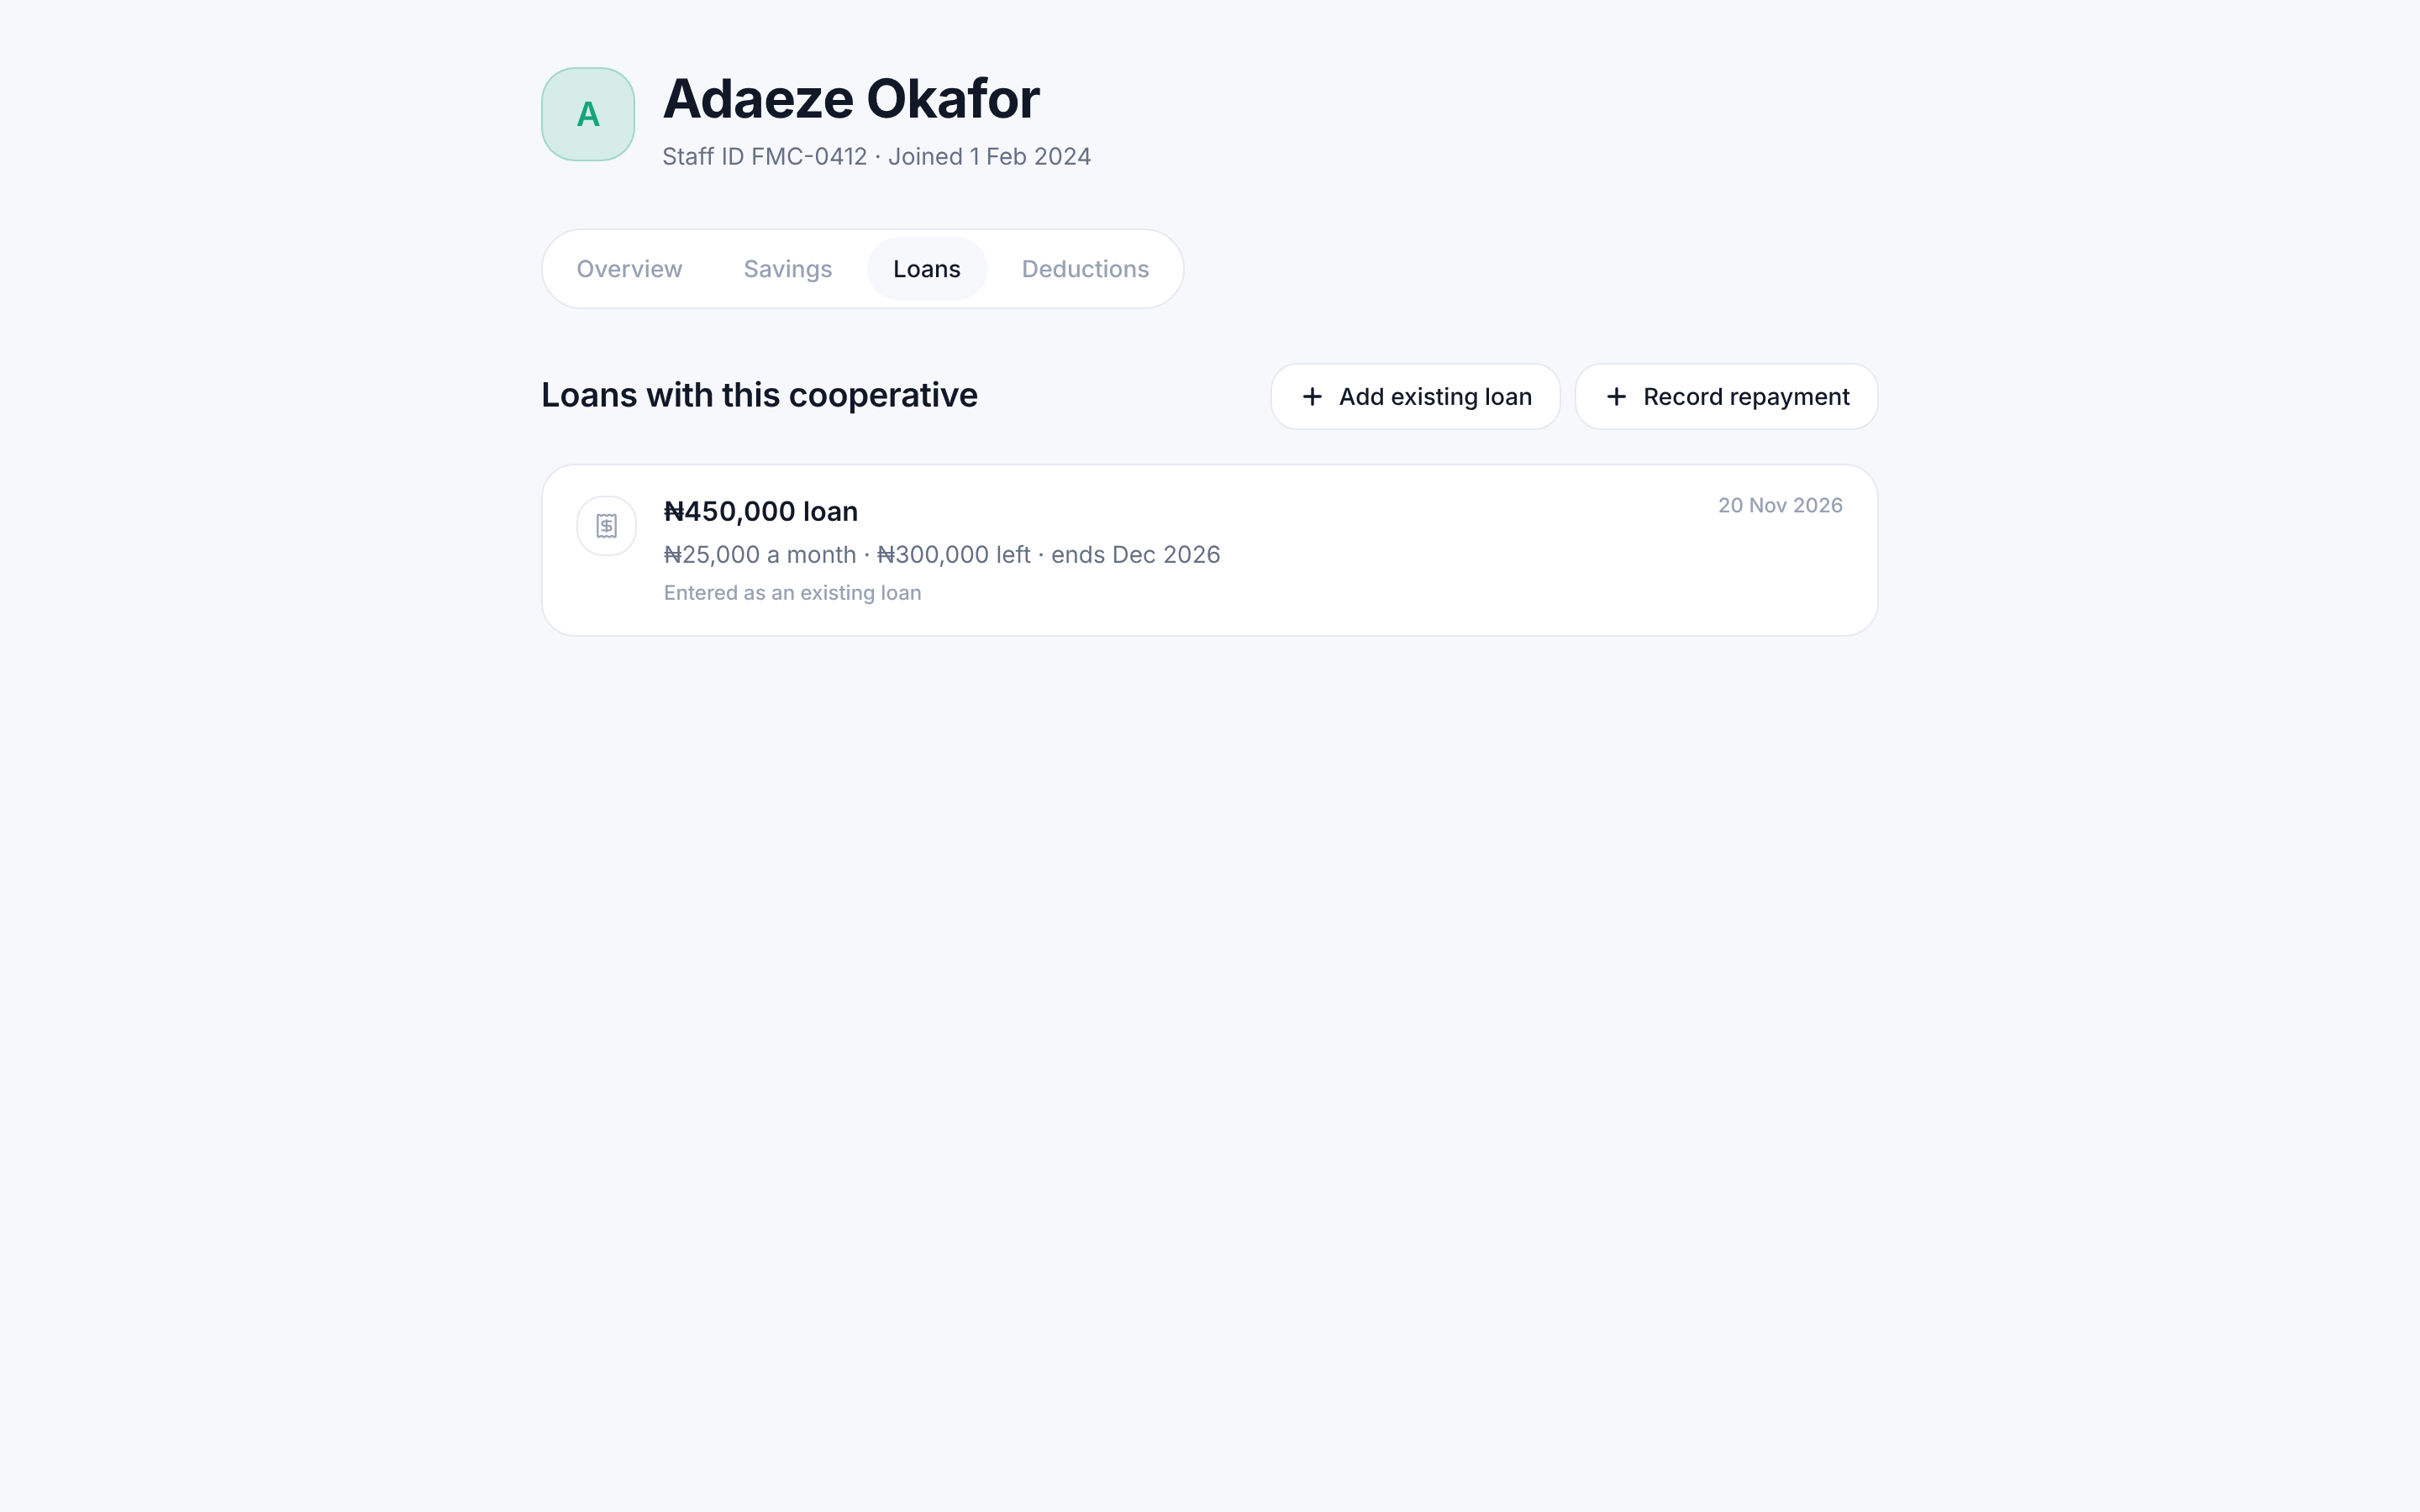 A
Adaeze Okafor
Staff ID FMC-0412 · Joined 1 Feb 2024
Overview Savings Loans Deductions
Loans with this cooperative
+ Add existing loan + Record repayment
₦450,000 loan 20 Nov 2026
₦25,000 a month · ₦300,000 left · ends Dec 2026
Entered as an existing loan